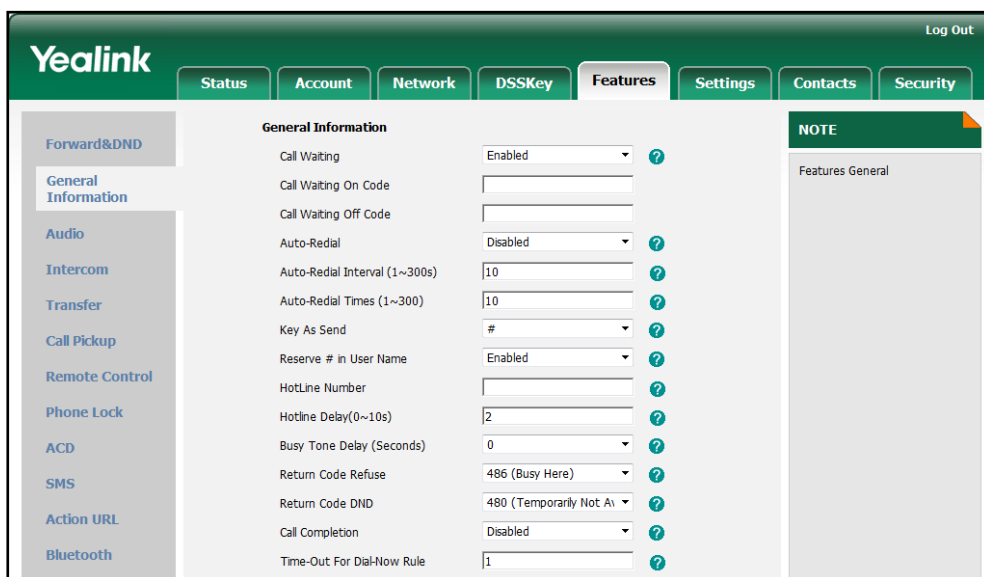 Log Out
Yealink
Status Account Network DSSKey Features Settings Contacts Security
Forward&DND
General Information
Audio
Intercom
Transfer
Call Pickup
Remote Control
Phone Lock
ACD
SMS
Action URL
Bluetooth
General Information
Call Waiting Enabled ?
Call Waiting On Code
Call Waiting Off Code
Auto-Redial Disabled ?
Auto-Redial Interval (1~300s) 10 ?
Auto-Redial Times (1~300) 10 ?
Key As Send # ?
Reserve # in User Name Enabled ?
HotLine Number ?
Hotline Delay(0~10s) 2 ?
Busy Tone Delay (Seconds) 0 ?
Return Code Refuse 486 (Busy Here) ?
Return Code DND 480 (Temporarily Not Av ?
Call Completion Disabled ?
Time-Out For Dial-Now Rule 1 ?
NOTE
Features General